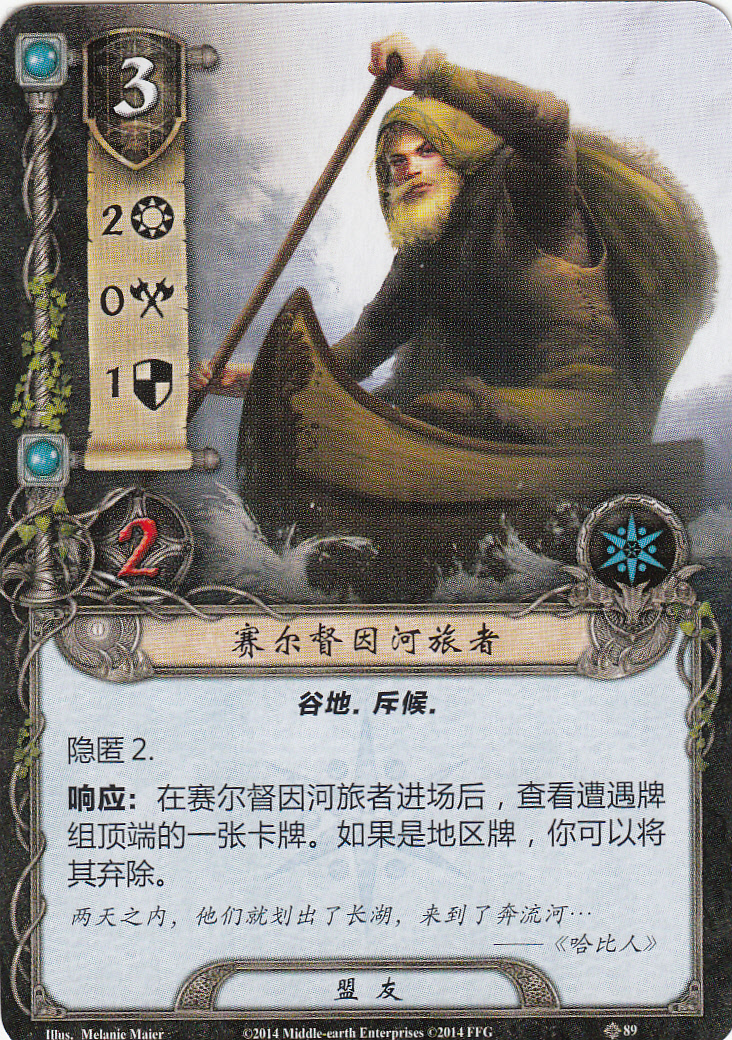 3
2
0
1
2
赛尔督因河旅者
谷地. 斥候.
隐匿 2.
响应: 在赛尔督因河旅者进场后，查看遭遇牌
组顶端的一张卡牌。如果是地区牌，你可以将
其弃除。
两天之内，他们就划出了长湖，来到了奔流河…
——《哈比人》
盟友
Illus. Melanie Maier ©2014 Middle-earth Enterprises ©2014 FFG 89